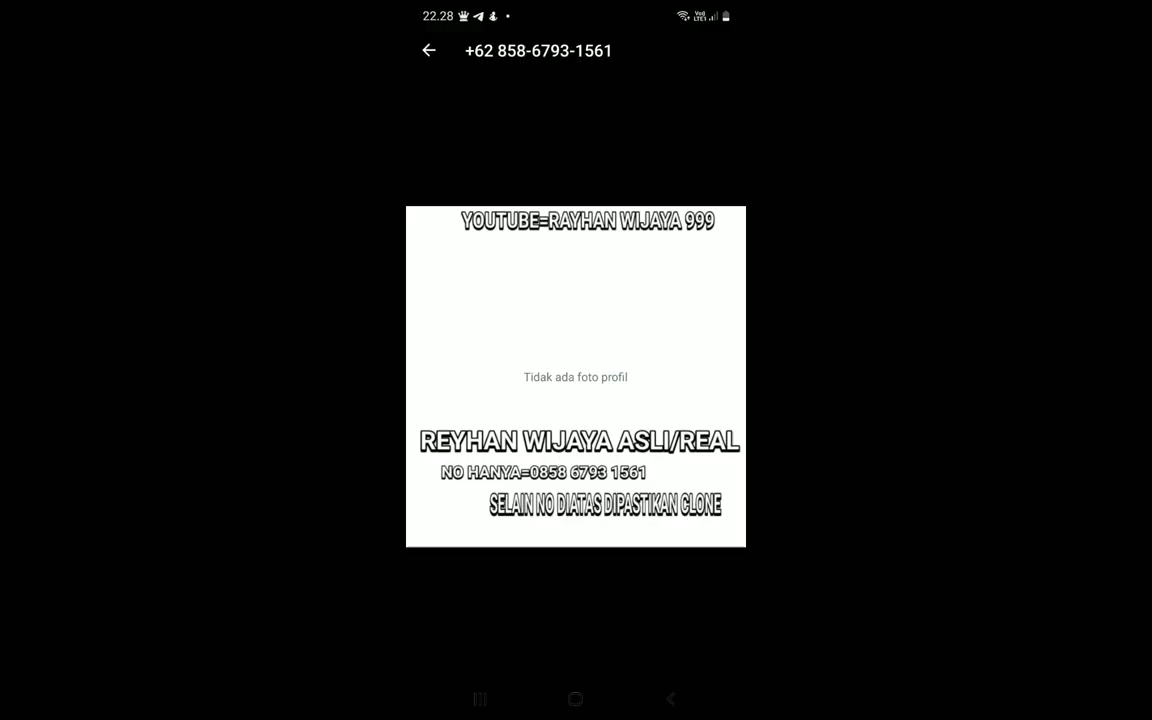 22.28
+62 858-6793-1561
YOUTUBE=RAYHAN WIJAYA 999
Tidak ada foto profil
REYHAN WIJAYA ASLI/REAL
NO HANYA=0858 6793 1561
SELAIN NO DIATAS DIPASTIKAN CLONE